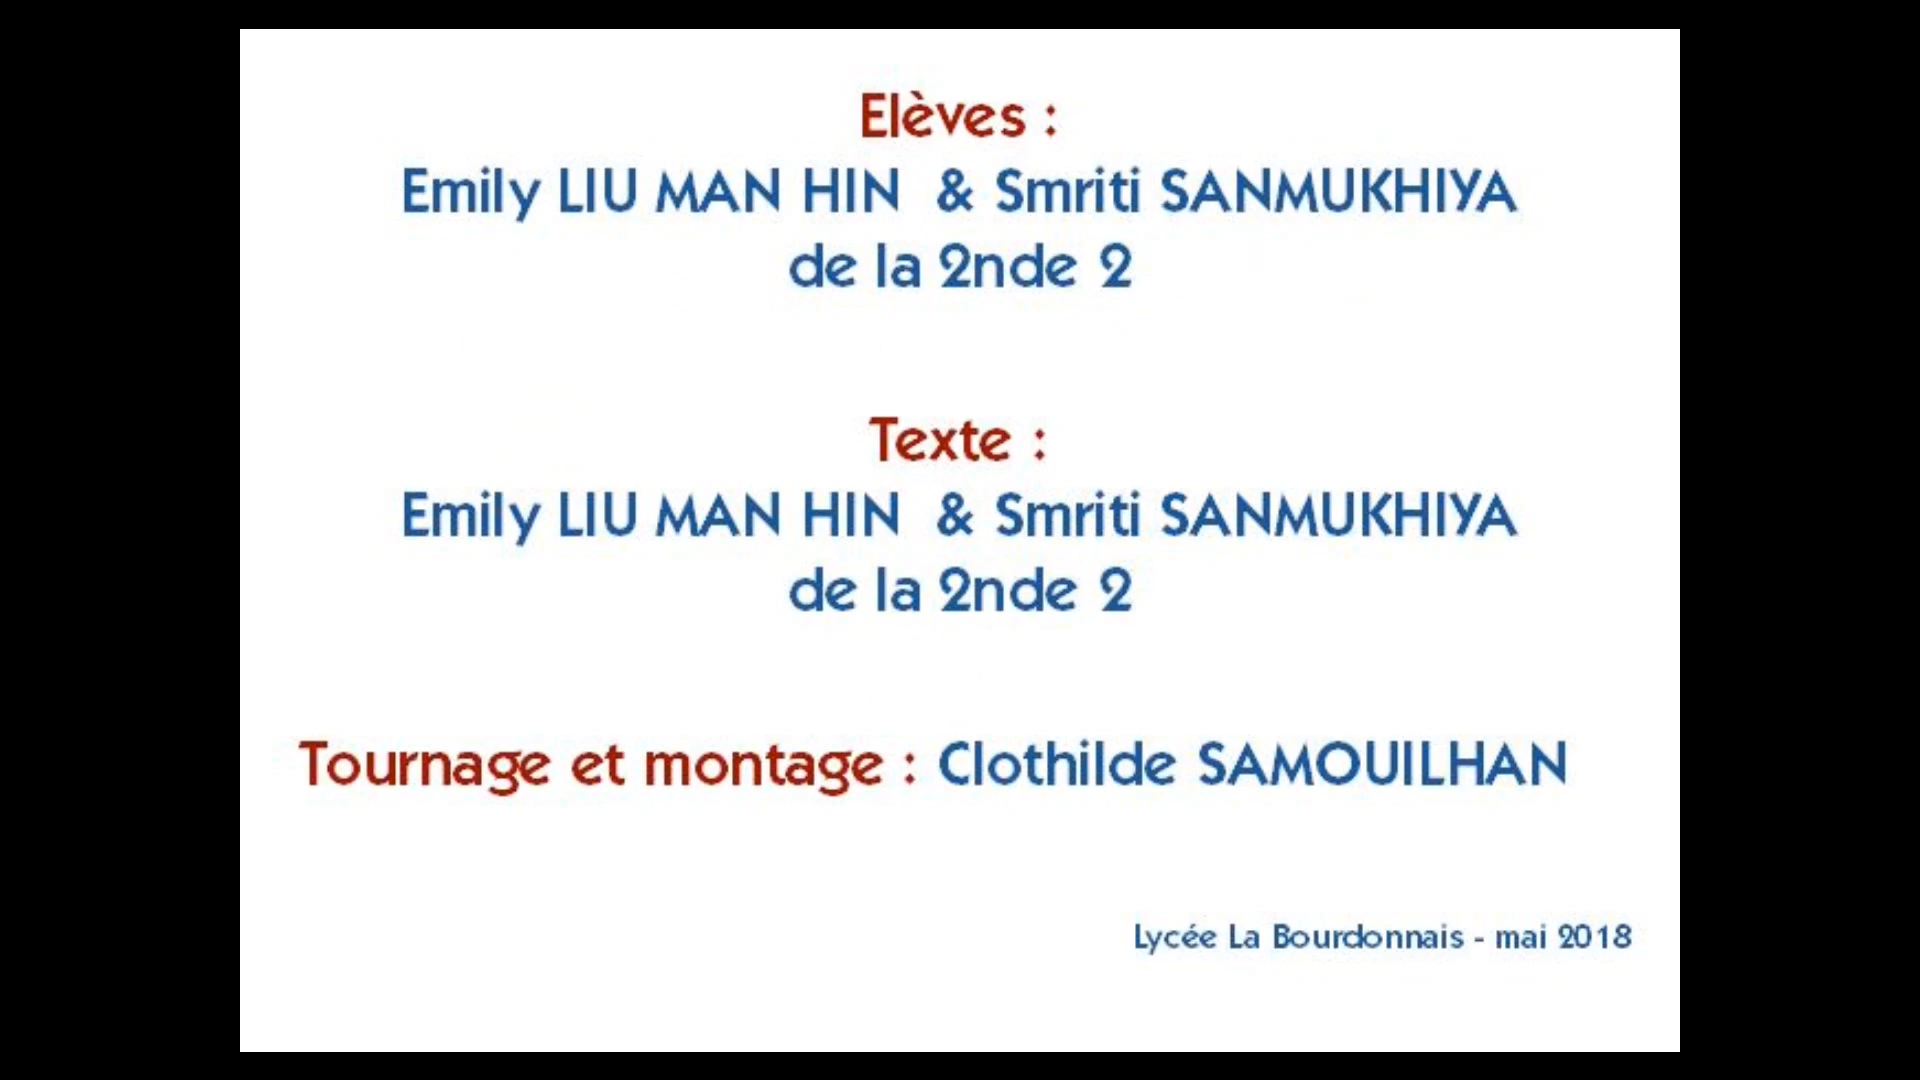 Elèves :
Emily LIU MAN HIN & Smriti SANMUKHIYA
de la 2nde 2
Texte :
Emily LIU MAN HIN & Smriti SANMUKHIYA
de la 2nde 2
Tournage et montage : Clothilde SAMOUILHAN
Lycée La Bourdonnais - mai 2018